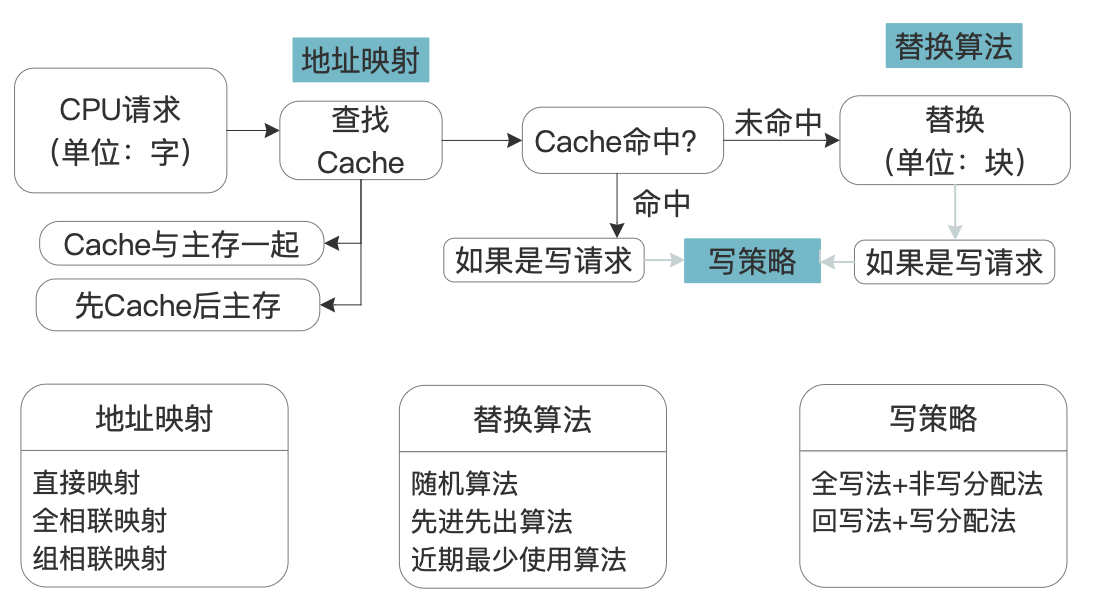 地址映射
替换算法
CPU请求
（单位：字）
查找
Cache
Cache命中？
未命中
替换
（单位：块）
命中
Cache与主存一起
先Cache后主存
如果是写请求
写策略
如果是写请求
地址映射
直接映射
全相联映射
组相联映射
替换算法
随机算法
先进先出算法
近期最少使用算法
写策略
全写法+非写分配法
回写法+写分配法